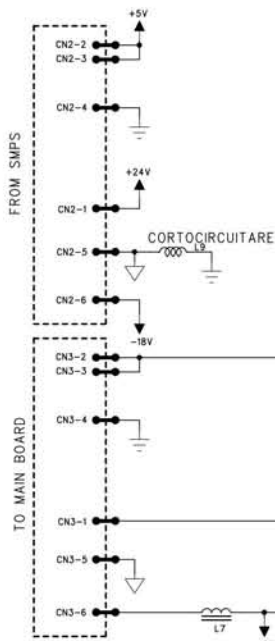 +5V
CN2-2
CN2-3
CN2-4
FROM SMPS
+24V
CN2-1
CORTOCIRCUITARE
L9
CN2-5
CN2-6
-18V
CN3-2
CN3-3
CN3-4
TO MAIN BOARD
CN3-1
CN3-5
CN3-6
L7